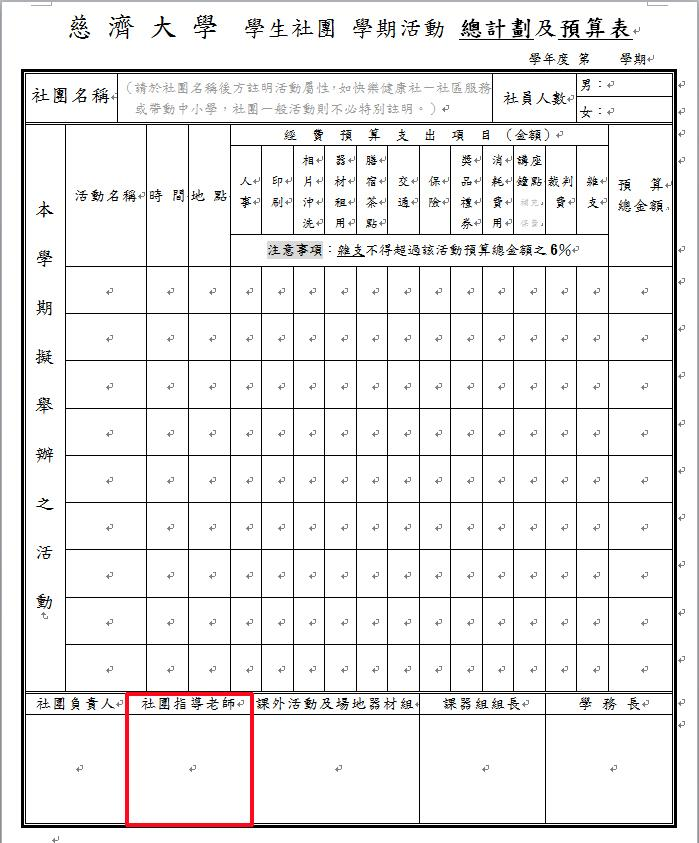 慈 濟 大 學 學生社團 學期活動 總計劃及預算表
學年度 第 學期
社團名稱
(請於社團名稱後方註明活動屬性，如快樂健康社－社區服務
或帶動中小學，社團一般活動則不必特別註明。)
社員人數
男：
女：
本學期擬舉辦之活動
活動名稱
時 間
地 點
經 費 預 算 支 出 項 目 (金額)
人事
印刷
相片沖洗
器材租用
膳宿茶點
交通
保險
獎品禮券
消耗費用
講座鐘點
補充保費
裁判費
雜支
預 算
總金額
注意事項：雜支不得超過該活動預算總金額之6%
社團負責人
社團指導老師
課外活動及場地器材組
課器組組長
學 務 長